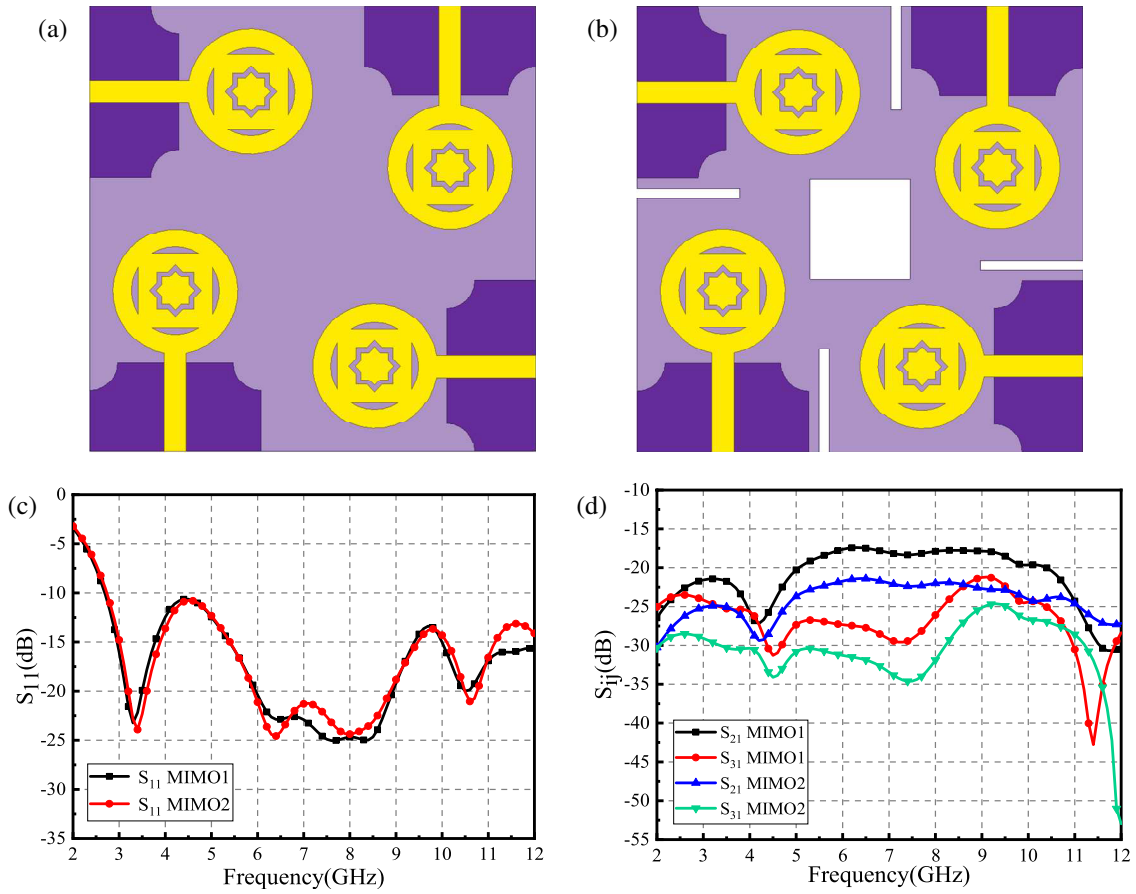 (a)
(b)
(c)
0
-5
-10
-15
-20
-25
-30
-35
S11(dB)
S11 MIMO1
S11 MIMO2
2 3 4 5 6 7 8 9 10 11 12
Frequency(GHz)
(d)
-10
-15
-20
-25
-30
-35
-40
-45
-50
-55
Sij(dB)
S21 MIMO1
S31 MIMO1
S21 MIMO2
S31 MIMO2
2 3 4 5 6 7 8 9 10 11 12
Frequency(GHz)